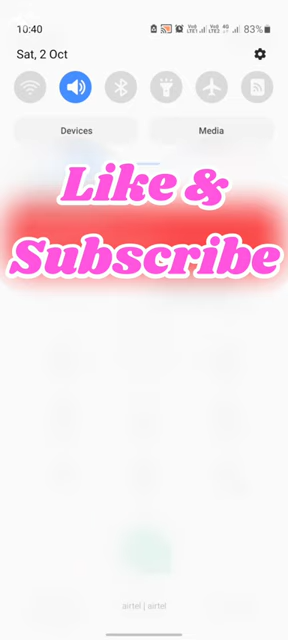 10:40
83%
Sat, 2 Oct
Devices
Media
Like &
Subscribe
airtel | airtel